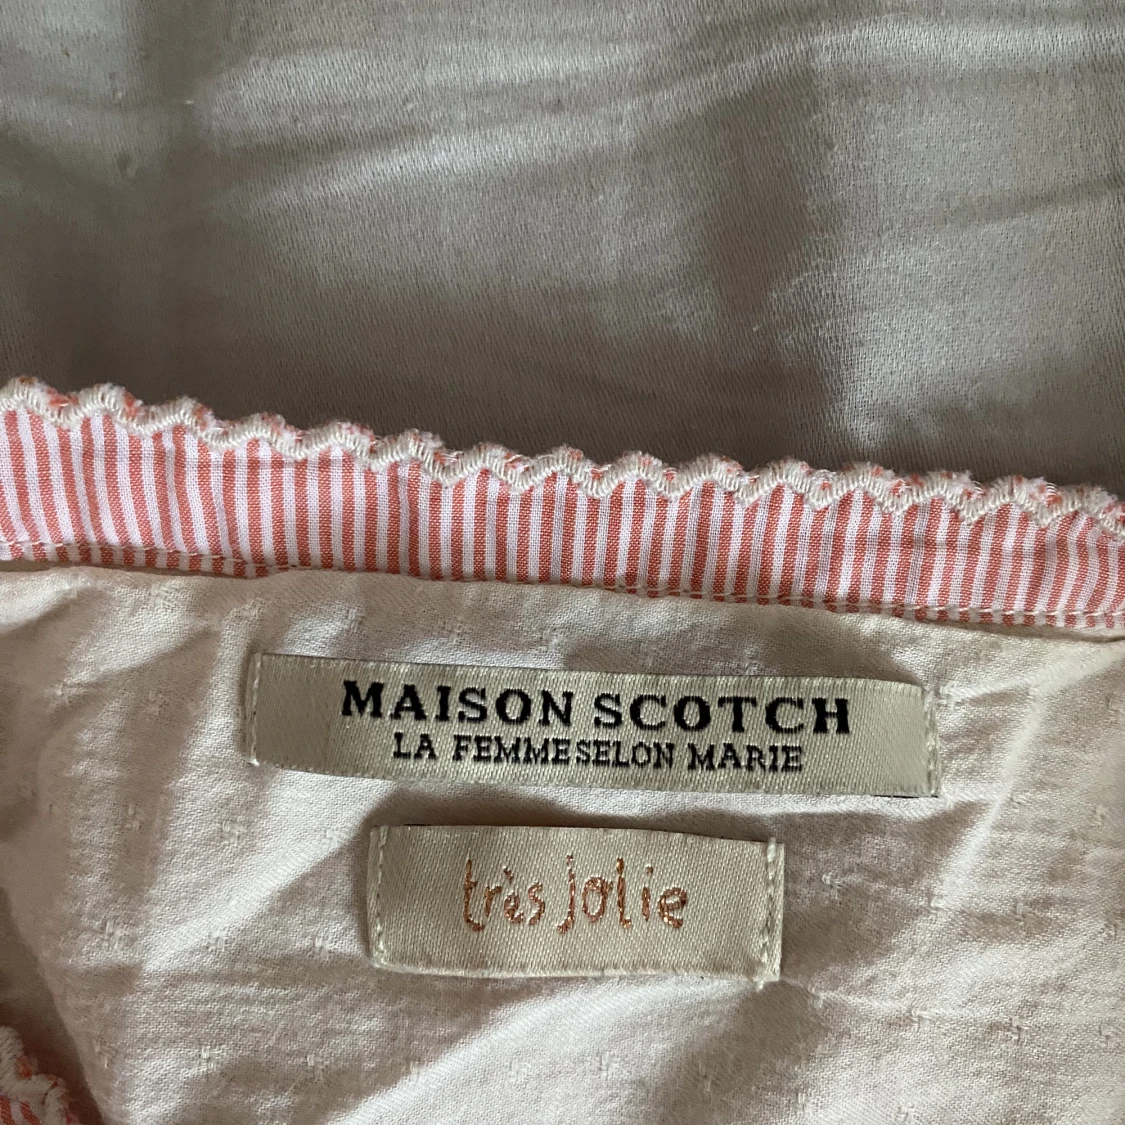 MAISON SCOTCH
LA FEMME SELON MARIE
très jolie